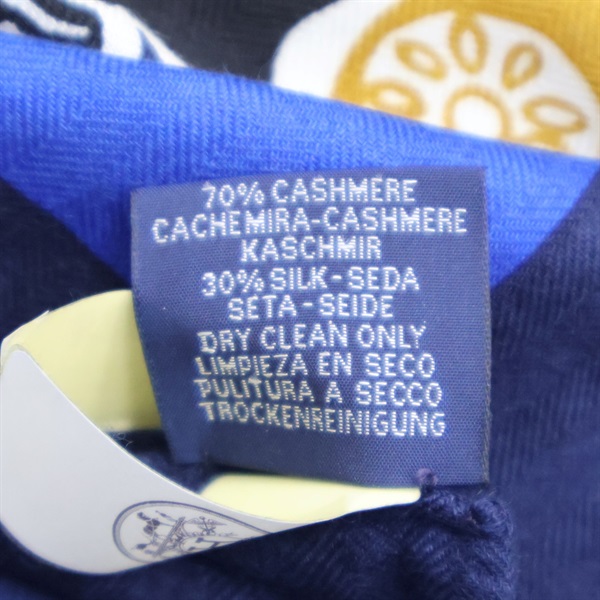 70% CASHMERE
CACHEMIRA-CASHMERE
KASCHMIR
30% SILK-SEDA
SETA-SEIDE
DRY CLEAN ONLY
LIMPIEZA EN SECO
PULITURA A SECCO
TROCKENREINIGUNG